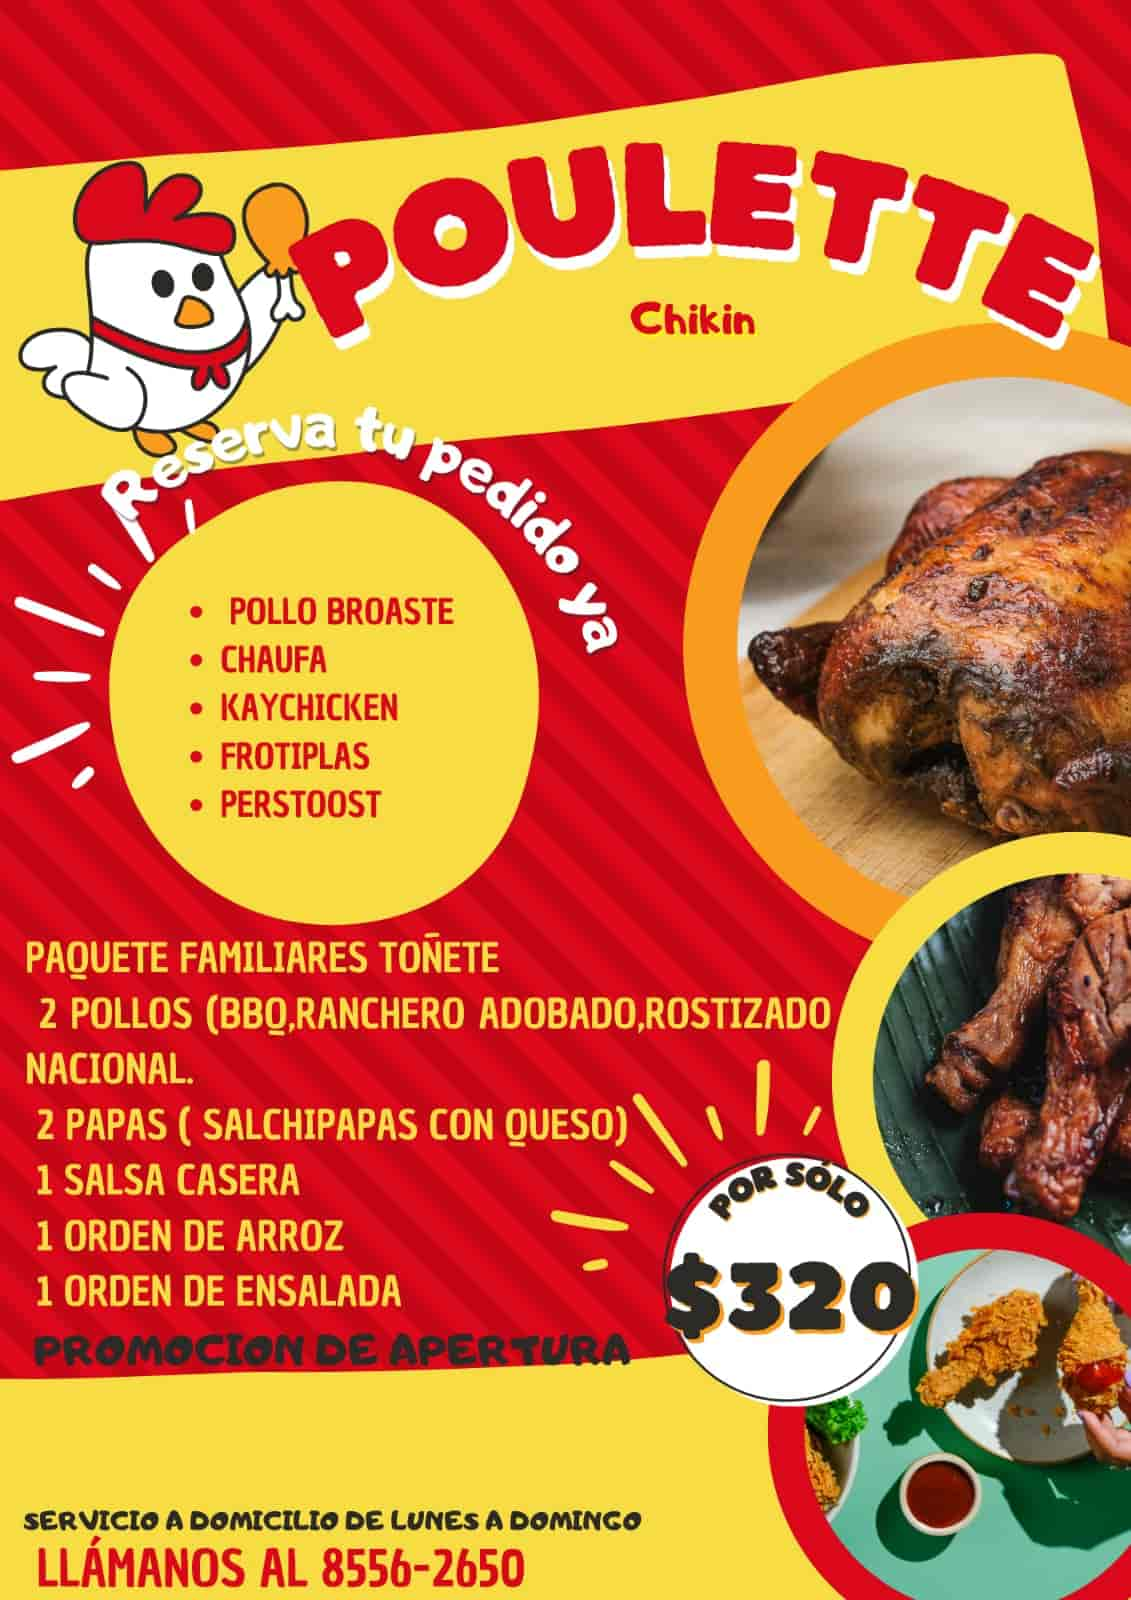 POULETTE
Chikin
Reserva tu pedido ya
• POLLO BROASTE
• CHAUFA
• KAYCHICKEN
• FROTIPLAS
• PERSTOOST
PAQUETE FAMILIARES TOÑETE
2 POLLOS (BBQ,RANCHERO ADOBADO,ROSTIZADO
NACIONAL.
2 PAPAS ( SALCHIPAPAS CON QUESO)
1 SALSA CASERA
1 ORDEN DE ARROZ
1 ORDEN DE ENSALADA
PROMOCION DE APERTURA
POR SÓLO
$320
SERVICIO A DOMICILIO DE LUNES A DOMINGO
LLÁMANOS AL 8556-2650